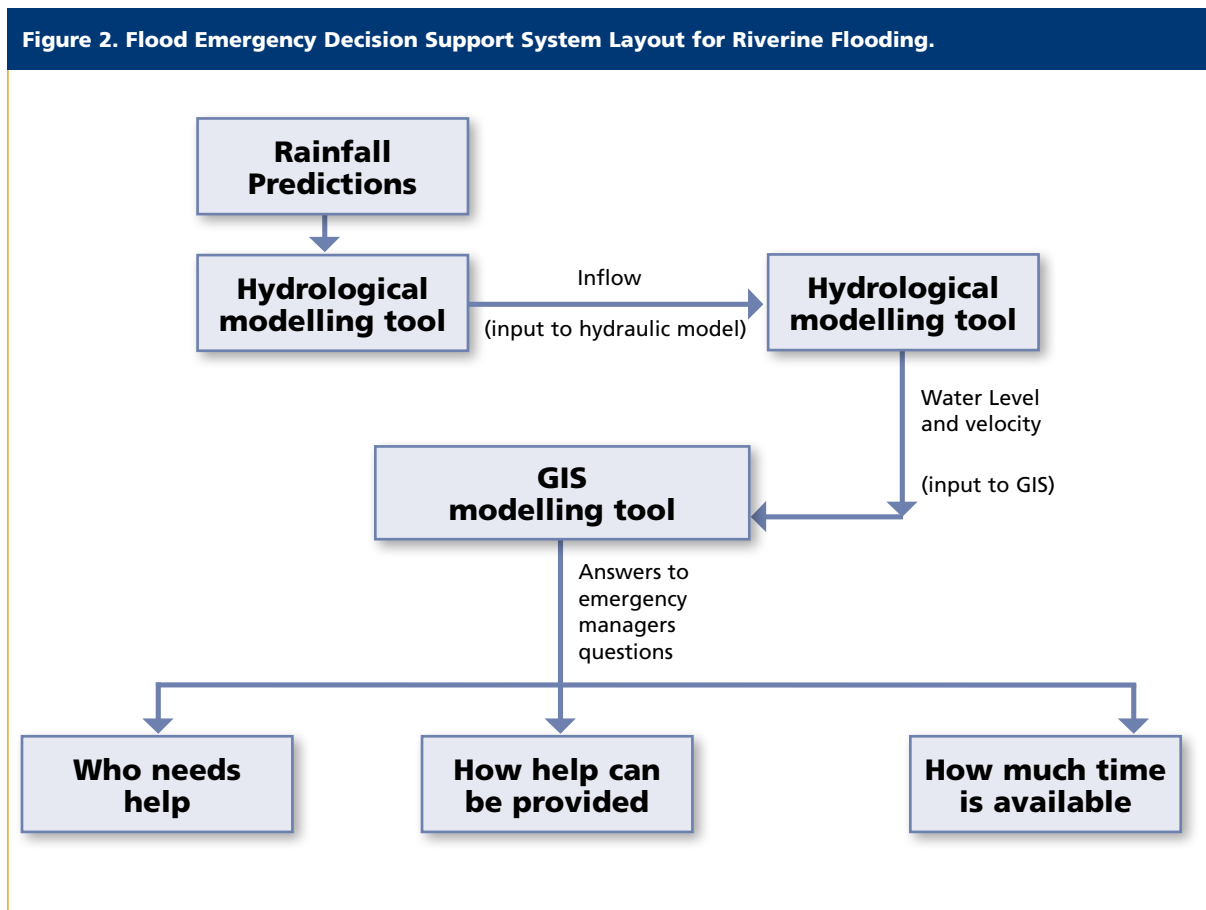 Figure 2. Flood Emergency Decision Support System Layout for Riverine Flooding.
Rainfall
Predictions
Hydrological
modelling tool
Inflow
(input to hydraulic model)
Hydrological
modelling tool
Water Level
and velocity
(input to GIS)
GIS
modelling tool
Answers to
emergency
managers
questions
Who needs
help
How help can
be provided
How much time
is available